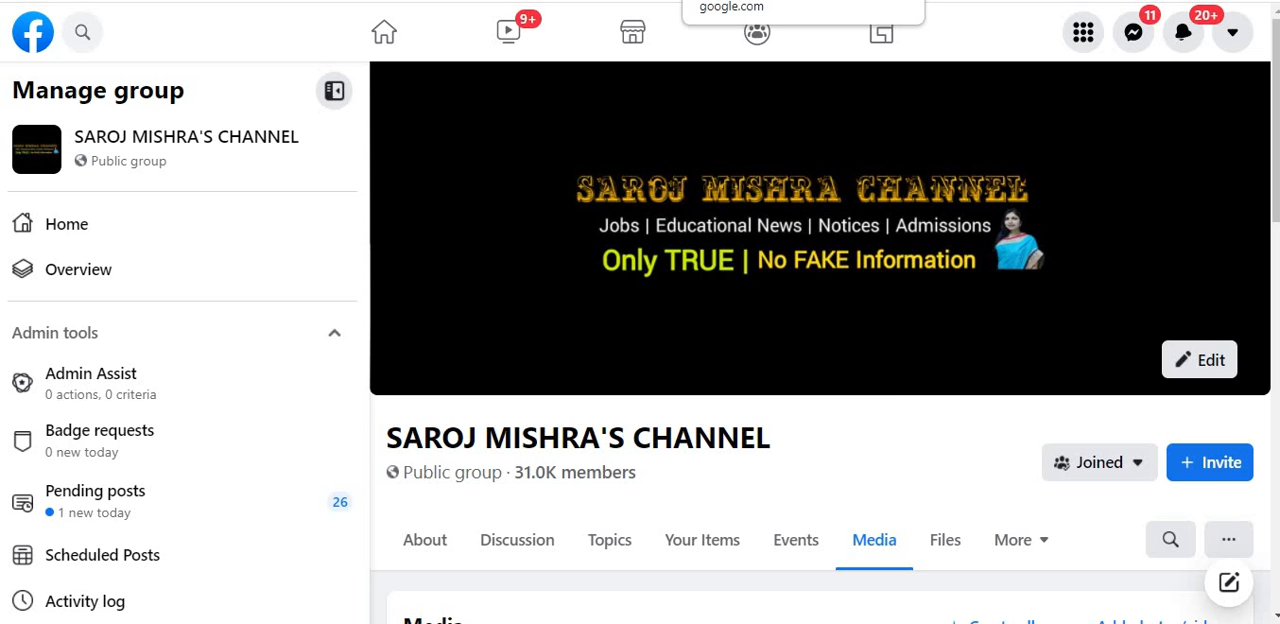 google.com
9+
11
20+
Manage group
SAROJ MISHRA'S CHANNEL
Public group
Home
Overview
Admin tools
Admin Assist
0 actions, 0 criteria
Badge requests
0 new today
Pending posts
1 new today
26
Scheduled Posts
Activity log
SAROJ MISHRA CHANNEL
Jobs | Educational News | Notices | Admissions
Only TRUE | No FAKE Information
Edit
SAROJ MISHRA'S CHANNEL
Public group · 31.0K members
Joined
+ Invite
About Discussion Topics Your Items Events Media Files More
Media